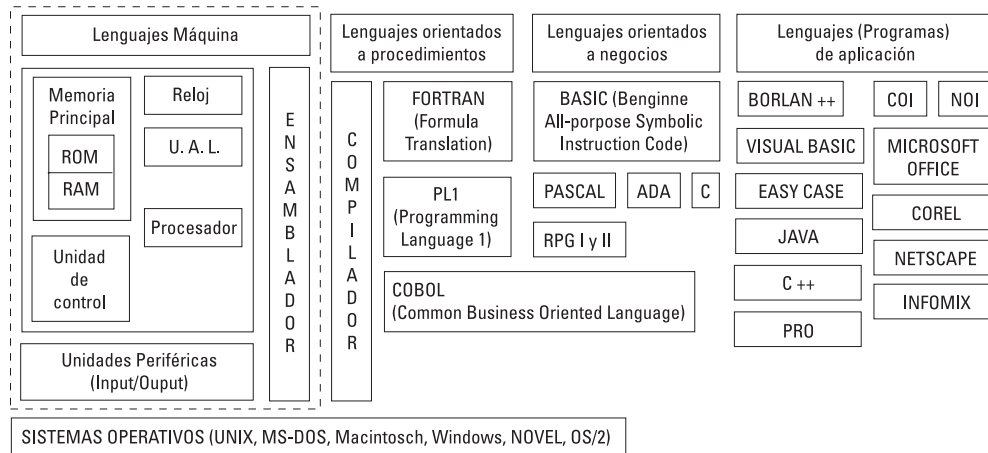 Lenguajes Máquina
Memoria
Principal
ROM
RAM
Unidad
de
control
Reloj
U. A. L.
Procesador
Unidades Periféricas
(Input/Ouput)
E
N
S
A
M
B
L
A
D
O
R
Lenguajes orientados
a procedimientos
C
O
M
P
I
L
A
D
O
R
FORTRAN
(Formula
Translation)
PL1
(Programming
Language 1)
COBOL
(Common Business Oriented Language)
Lenguajes orientados
a negocios
BASIC (Benginne
All-porpose Symbolic
Instruction Code)
PASCAL
ADA
C
RPG I y II
Lenguajes (Programas)
de aplicación
BORLAN ++
VISUAL BASIC
EASY CASE
JAVA
C ++
PRO
COI
NOI
MICROSOFT
OFFICE
COREL
NETSCAPE
INFOMIX
SISTEMAS OPERATIVOS (UNIX, MS-DOS, Macintosch, Windows, NOVEL, OS/2)